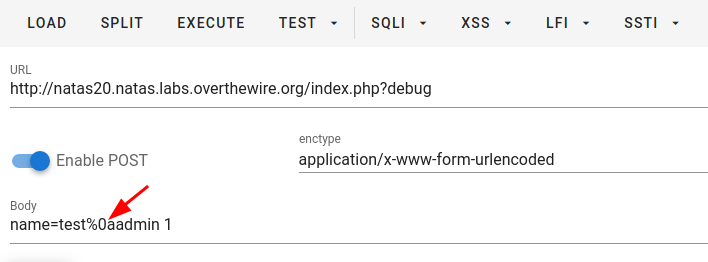 LOAD SPLIT EXECUTE TEST SQLI XSS LFI SSTI
URL
http://natas20.natas.labs.overthewire.org/index.php?debug
enctype
Enable POST application/x-www-form-urlencoded
Body
name=test%0aadmin 1